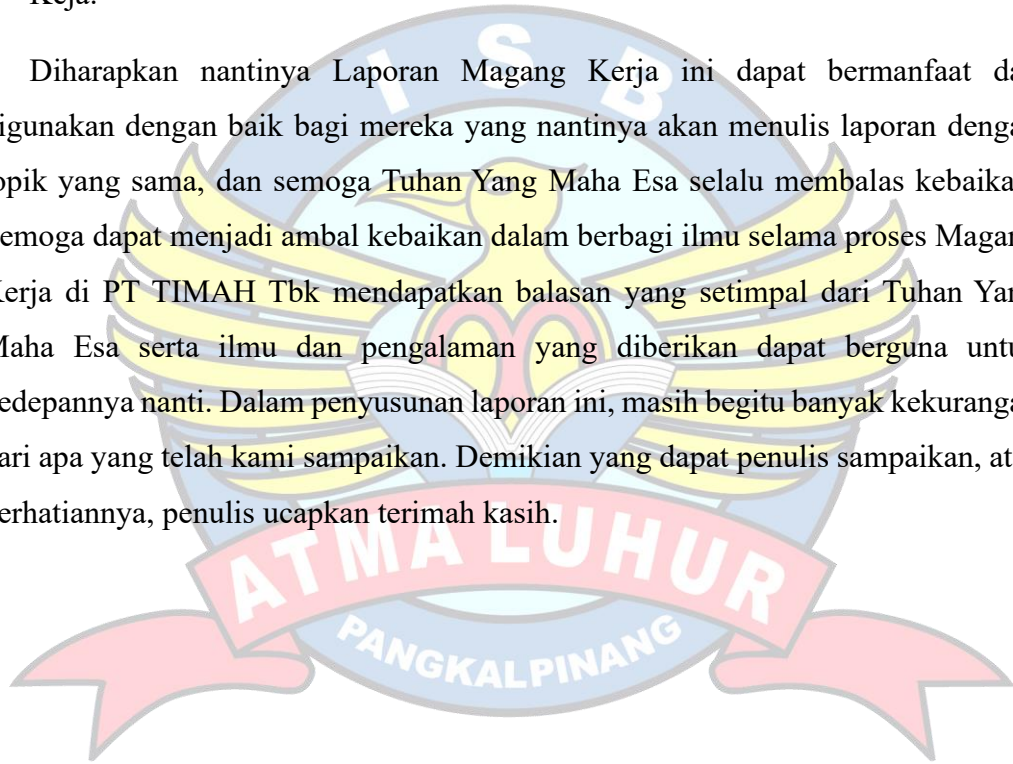 Keja.
I S B
Diharapkan nantinya Laporan Magang Kerja ini dapat bermanfaat da
igunakan dengan baik bagi mereka yang nantinya akan menulis laporan denga
opik yang sama, dan semoga Tuhan Yang Maha Esa selalu membalas kebaika
emoga dapat menjadi ambal kebaikan dalam berbagi ilmu selama proses Magan
Kerja di PT TIMAH Tbk mendapatkan balasan yang setimpal dari Tuhan Yan
Maha Esa serta ilmu dan pengalaman yang diberikan dapat berguna untu
edepannya nanti. Dalam penyusunan laporan ini, masih begitu banyak kekuranga
ari apa yang telah kami sampaikan. Demikian yang dapat penulis sampaikan, at
erhatiannya, penulis ucapkan terimah kasih.
ATMA LUHUR
PANGKALPINANG